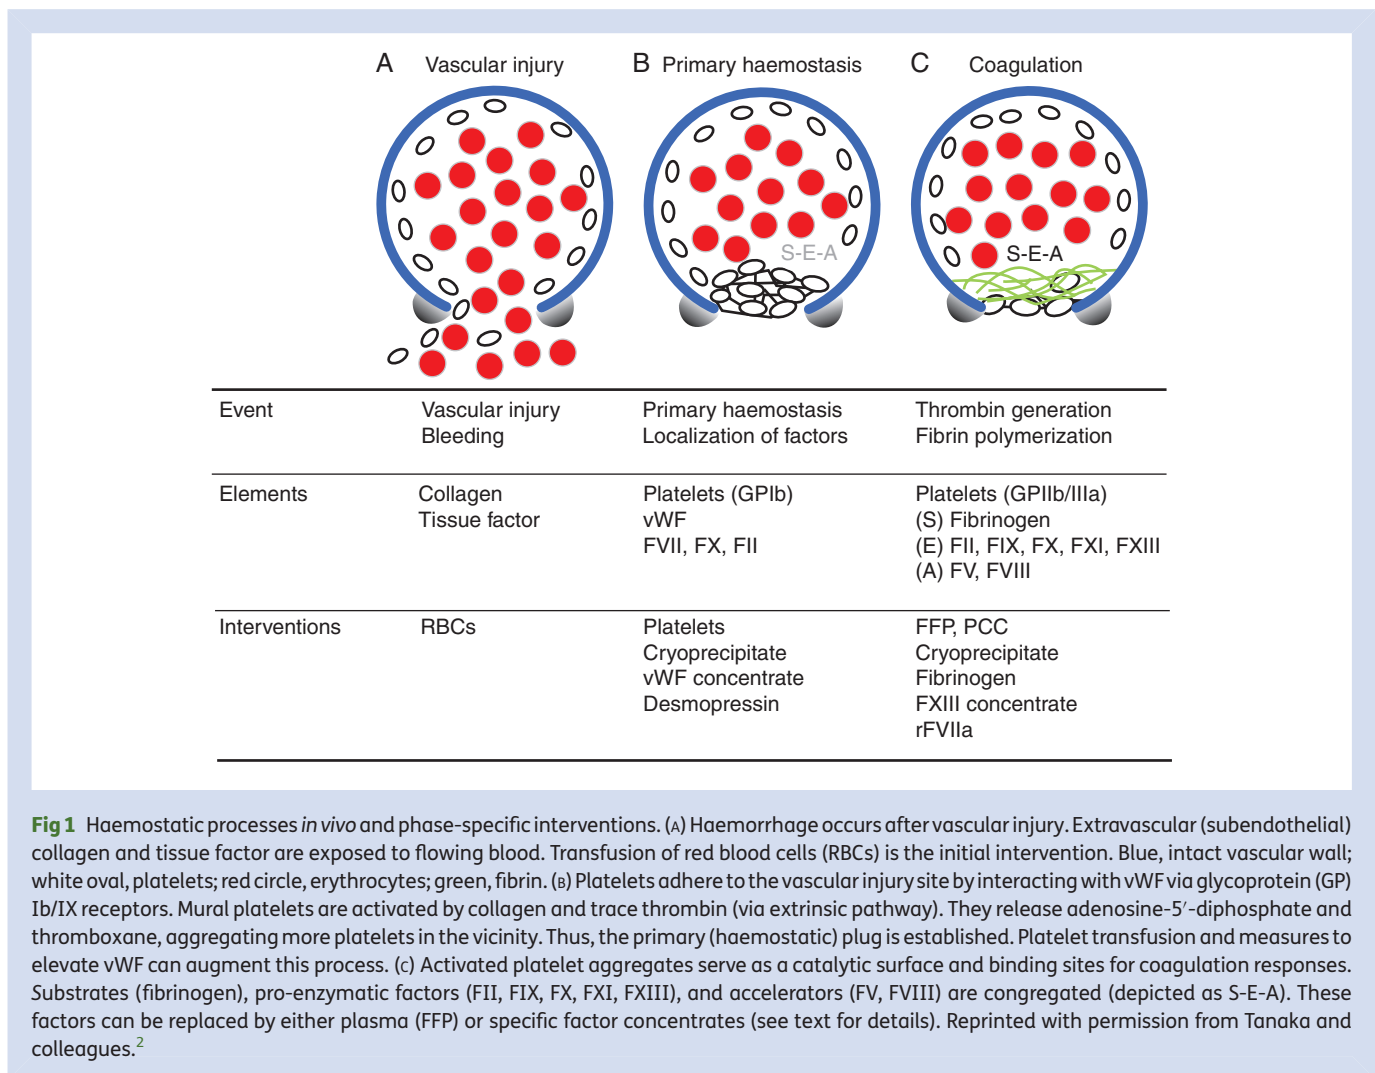 A Vascular injury B Primary haemostasis C Coagulation
S-E-A
S-E-A
Event Vascular injury Primary haemostasis Thrombin generation
Bleeding Localization of factors Fibrin polymerization
Elements Collagen Platelets (GPIb) Platelets (GPIIb/IIIa)
Tissue factor vWF (S) Fibrinogen
FVII, FX, FII (E) FII, FIX, FX, FXI, FXIII
(A) FV, FVIII
Interventions RBCs Platelets FFP, PCC
Cryoprecipitate Cryoprecipitate
vWF concentrate Fibrinogen
Desmopressin FXIII concentrate
rFVIIa
Fig 1 Haemostatic processes in vivo and phase-specific interventions. (A) Haemorrhage occurs after vascular injury. Extravascular (subendothelial)
collagen and tissue factor are exposed to flowing blood. Transfusion of red blood cells (RBCs) is the initial intervention. Blue, intact vascular wall;
white oval, platelets; red circle, erythrocytes; green, fibrin. (B) Platelets adhere to the vascular injury site by interacting with vWF via glycoprotein (GP)
Ib/IX receptors. Mural platelets are activated by collagen and trace thrombin (via extrinsic pathway). They release adenosine-5′-diphosphate and
thromboxane, aggregating more platelets in the vicinity. Thus, the primary (haemostatic) plug is established. Platelet transfusion and measures to
elevate vWF can augment this process. (C) Activated platelet aggregates serve as a catalytic surface and binding sites for coagulation responses.
Substrates (fibrinogen), pro-enzymatic factors (FII, FIX, FX, FXI, FXIII), and accelerators (FV, FVIII) are congregated (depicted as S-E-A). These
factors can be replaced by either plasma (FFP) or specific factor concentrates (see text for details). Reprinted with permission from Tanaka and
colleagues.2